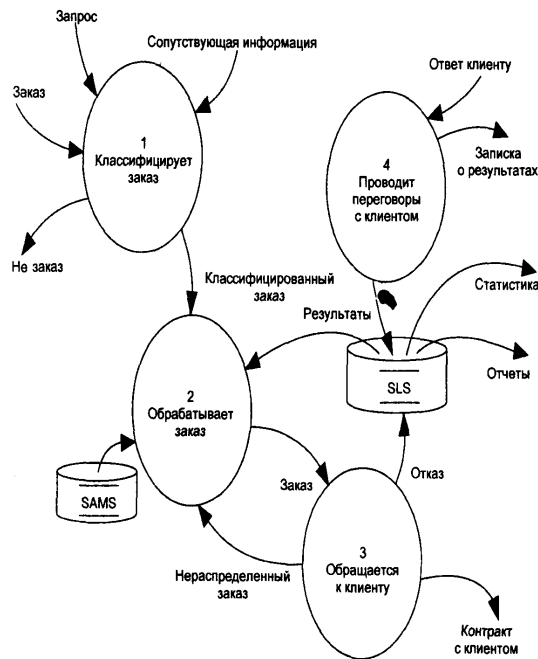 Запрос
Сопутствующая информация
Заказ
1
Классифицирует
заказ
Не заказ
Ответ клиенту
4
Проводит
переговоры
с клиентом
Записка
о результатах
Классифицированный
заказ
Результаты
Статистика
SLS
Отчеты
2
Обрабатывает
заказ
SAMS
Заказ
Отказ
Нераспределенный
заказ
3
Обращается
к клиенту
Контракт
с клиентом